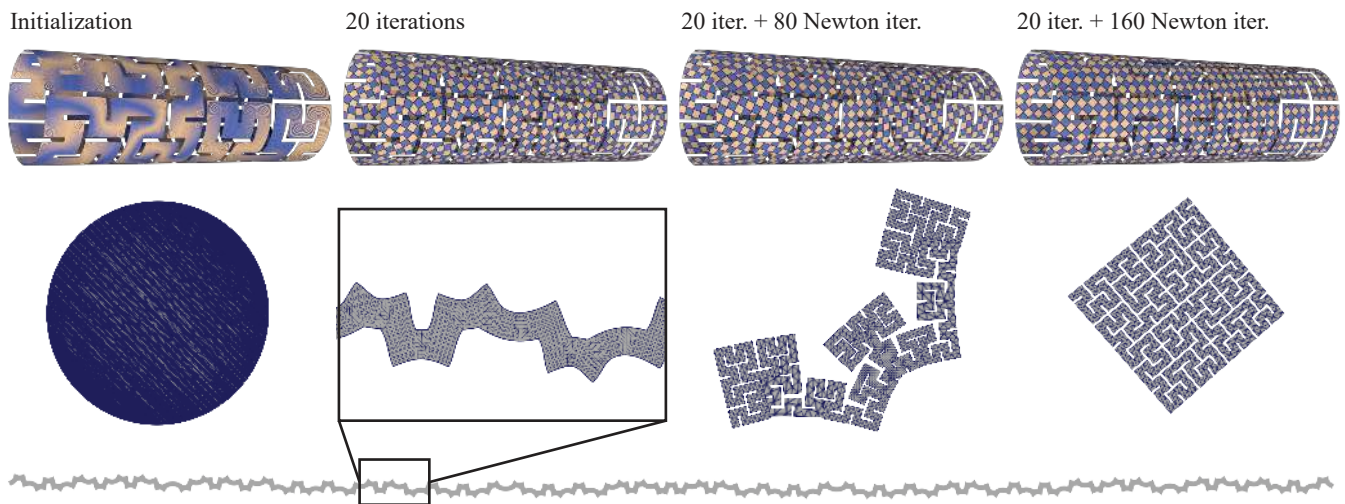 Initialization
20 iterations
20 iter. + 80 Newton iter.
20 iter. + 160 Newton iter.